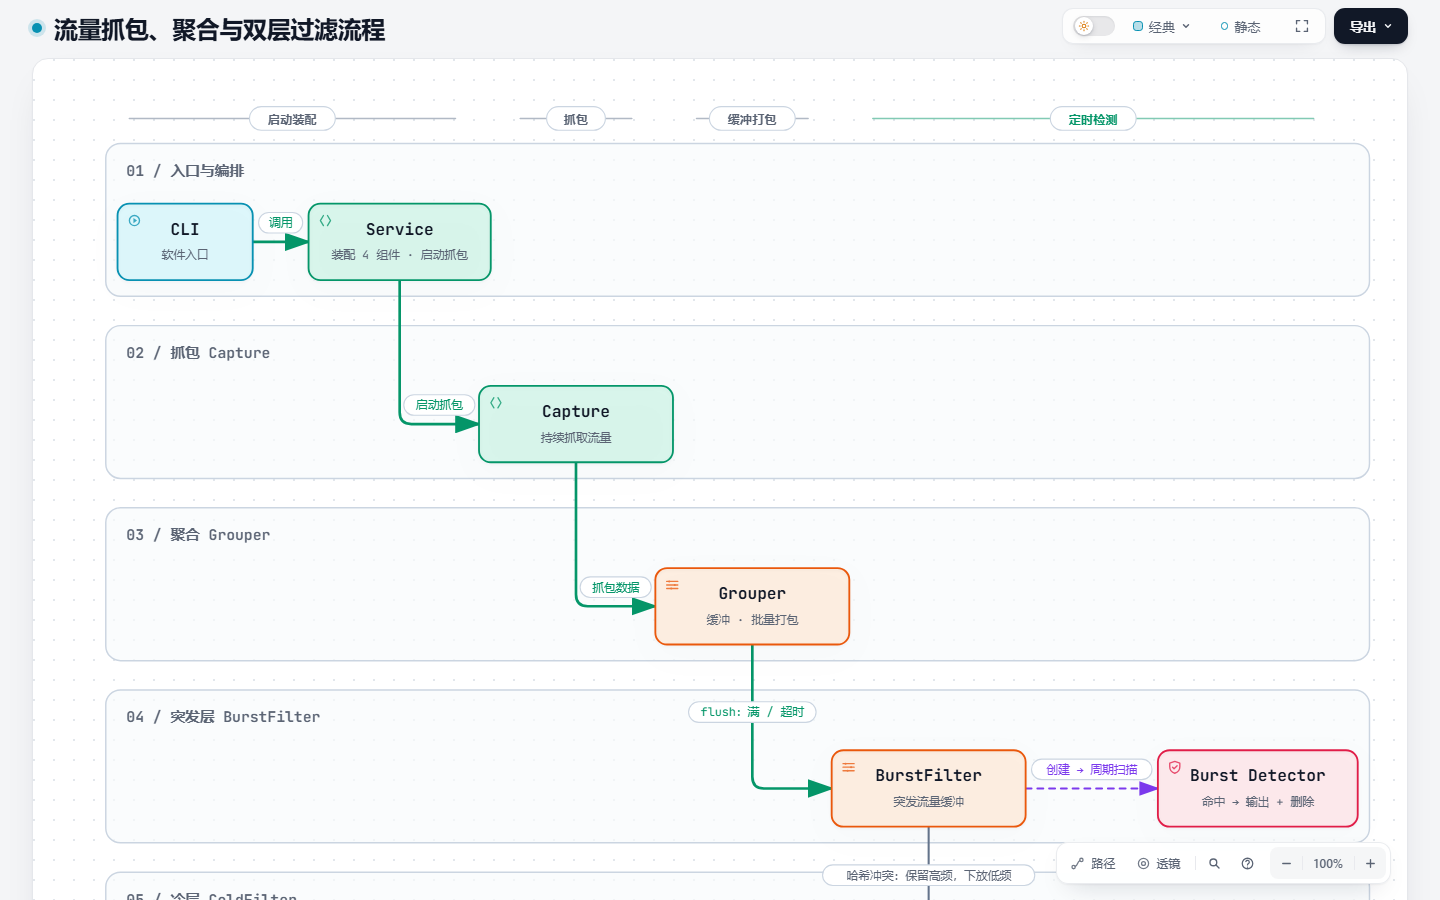 流量抓包、聚合与双层过滤流程
经典
静态
导出
启动装配
抓包
缓冲打包
定时检测
01 / 入口与编排
CLI
软件入口
调用
Service
装配 4 组件 · 启动抓包
02 / 抓包 Capture
启动抓包
Capture
持续抓取流量
03 / 聚合 Grouper
抓包数据
Grouper
缓冲 · 批量打包
04 / 突发层 BurstFilter
flush: 满 / 超时
BurstFilter
突发流量缓冲
创建 → 周期扫描
Burst Detector
命中 → 输出 + 删除
哈希冲突: 保留高频, 下放低频
路径
透镜
100%
05 / 冷层 ColdFilter